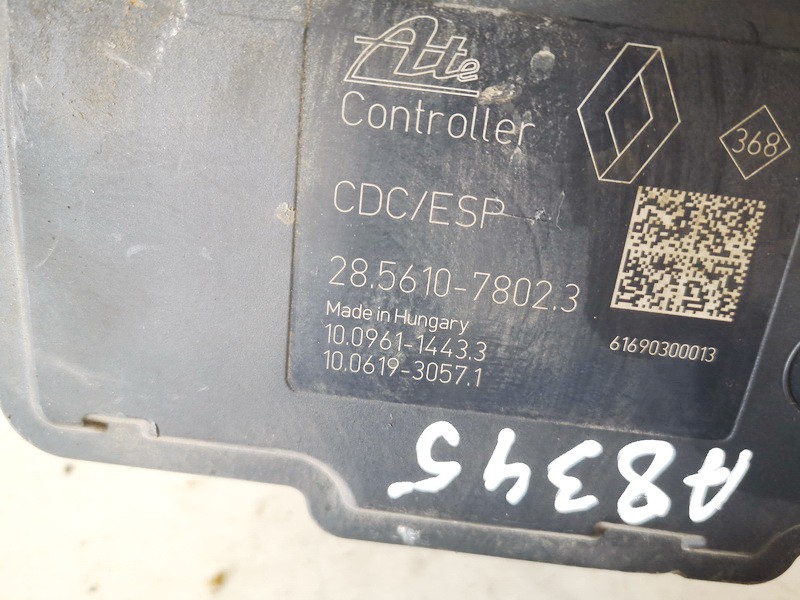 Ate
Controller
368
CDC/ESP
28.5610-7802.3
Made in Hungary
10.0961-1443.3
10.0619-3057.1
61690300013
A8345